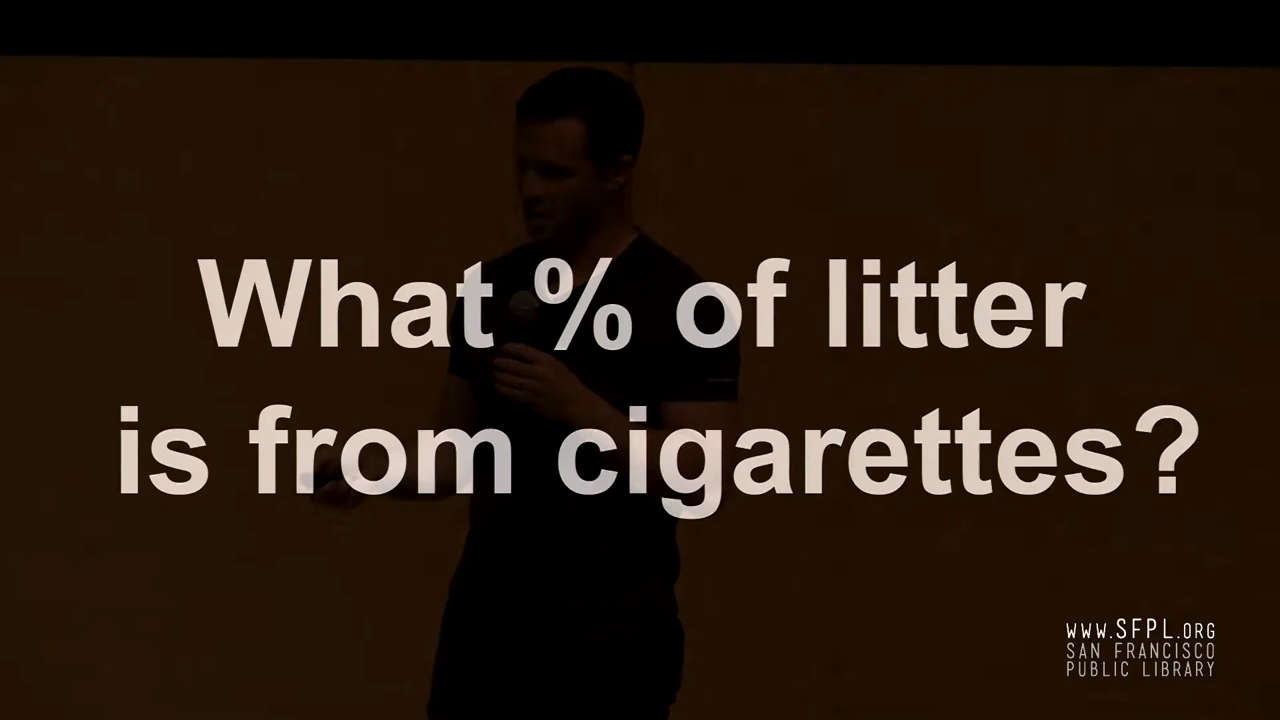 What % of litter
is from cigarettes?
www.SFPL.org
San Francisco
Public Library